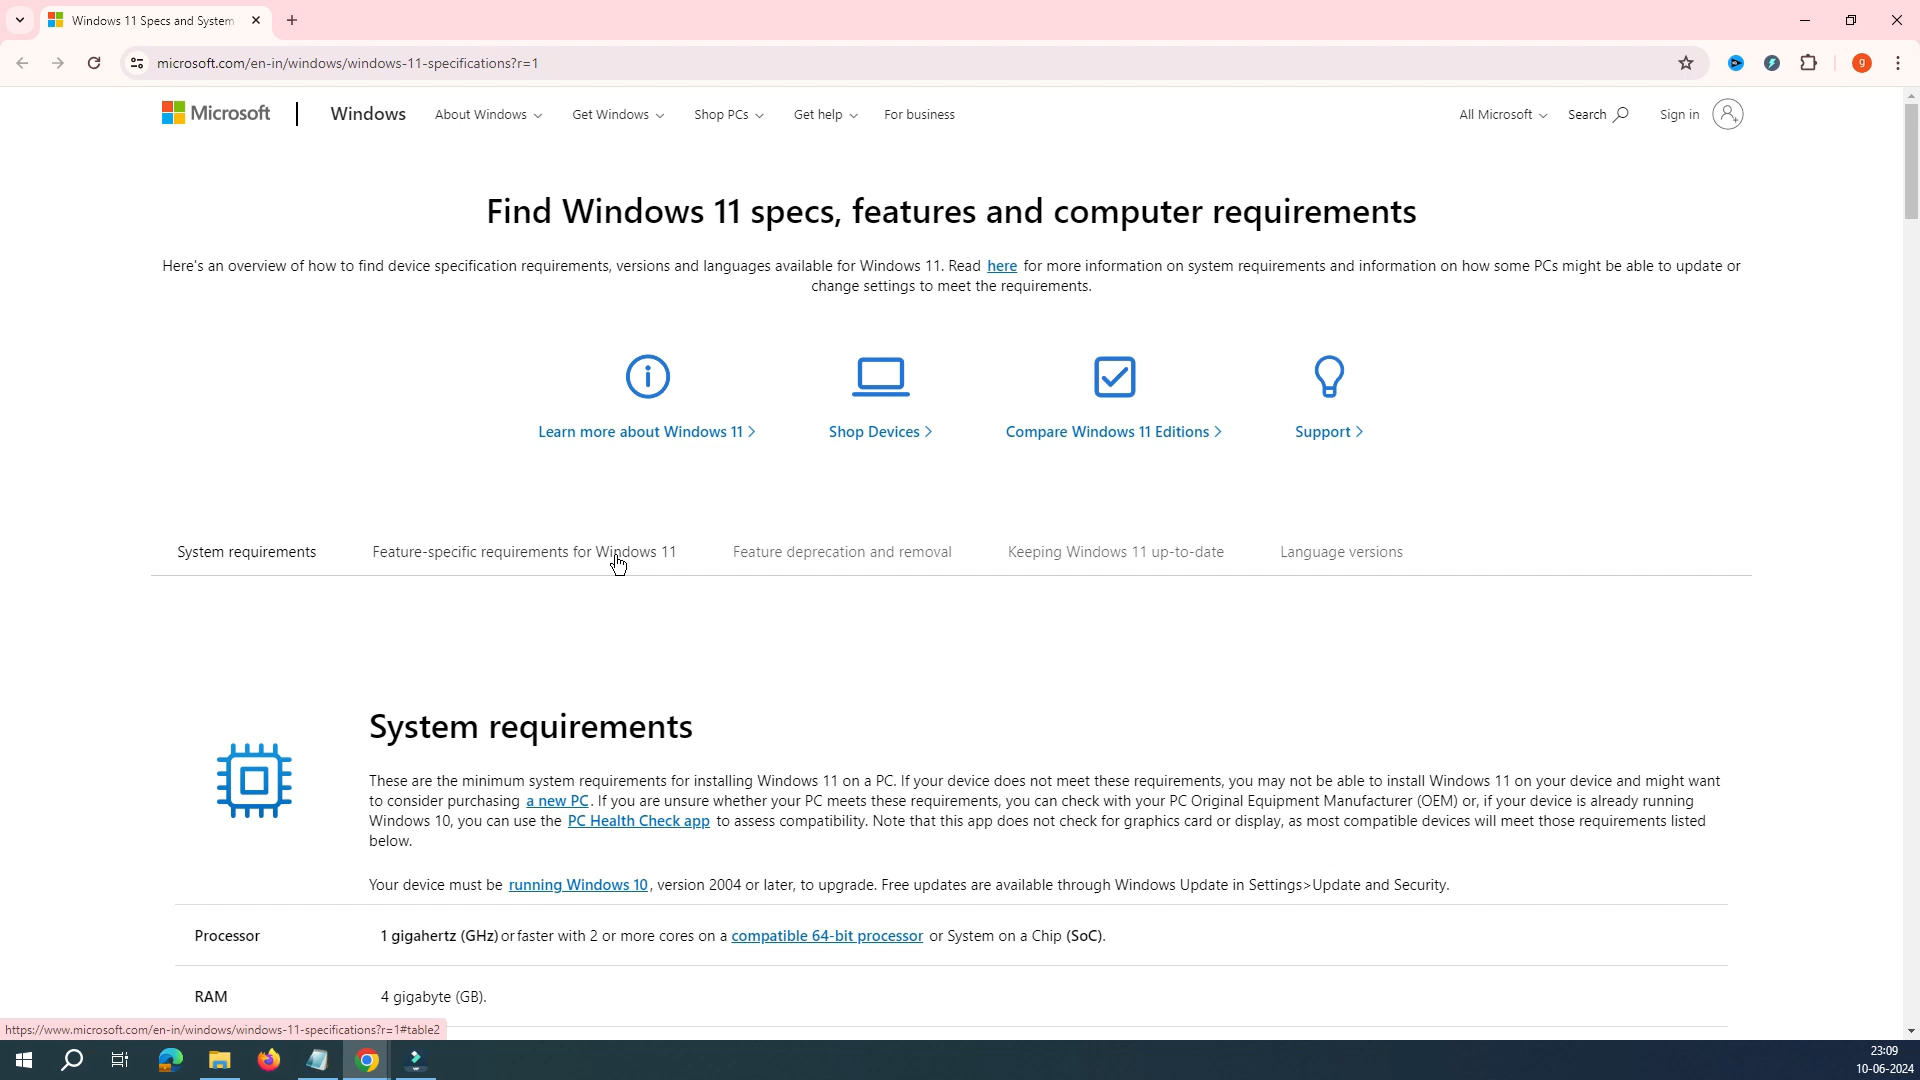 Windows 11 Specs and System
microsoft.com/en-in/windows/windows-11-specifications?r=1
g
Microsoft
Windows
About Windows
Get Windows
Shop PCs
Get help
For business
All Microsoft
Search
Sign in
Find Windows 11 specs, features and computer requirements
Here's an overview of how to find device specification requirements, versions and languages available for Windows 11. Read here for more information on system requirements and information on how some PCs might be able to update or
change settings to meet the requirements.
Learn more about Windows 11
Shop Devices
Compare Windows 11 Editions
Support
System requirements
Feature-specific requirements for Windows 11
Feature deprecation and removal
Keeping Windows 11 up-to-date
Language versions
System requirements
These are the minimum system requirements for installing Windows 11 on a PC. If your device does not meet these requirements, you may not be able to install Windows 11 on your device and might want
to consider purchasing a new PC. If you are unsure whether your PC meets these requirements, you can check with your PC Original Equipment Manufacturer (OEM) or, if your device is already running
Windows 10, you can use the PC Health Check app to assess compatibility. Note that this app does not check for graphics card or display, as most compatible devices will meet those requirements listed
below.
Your device must be running Windows 10, version 2004 or later, to upgrade. Free updates are available through Windows Update in Settings>Update and Security.
Processor
1 gigahertz (GHz) or faster with 2 or more cores on a compatible 64-bit processor or System on a Chip (SoC).
RAM
4 gigabyte (GB).
https://www.microsoft.com/en-in/windows/windows-11-specifications?r=1#table2
23:09
10-06-2024